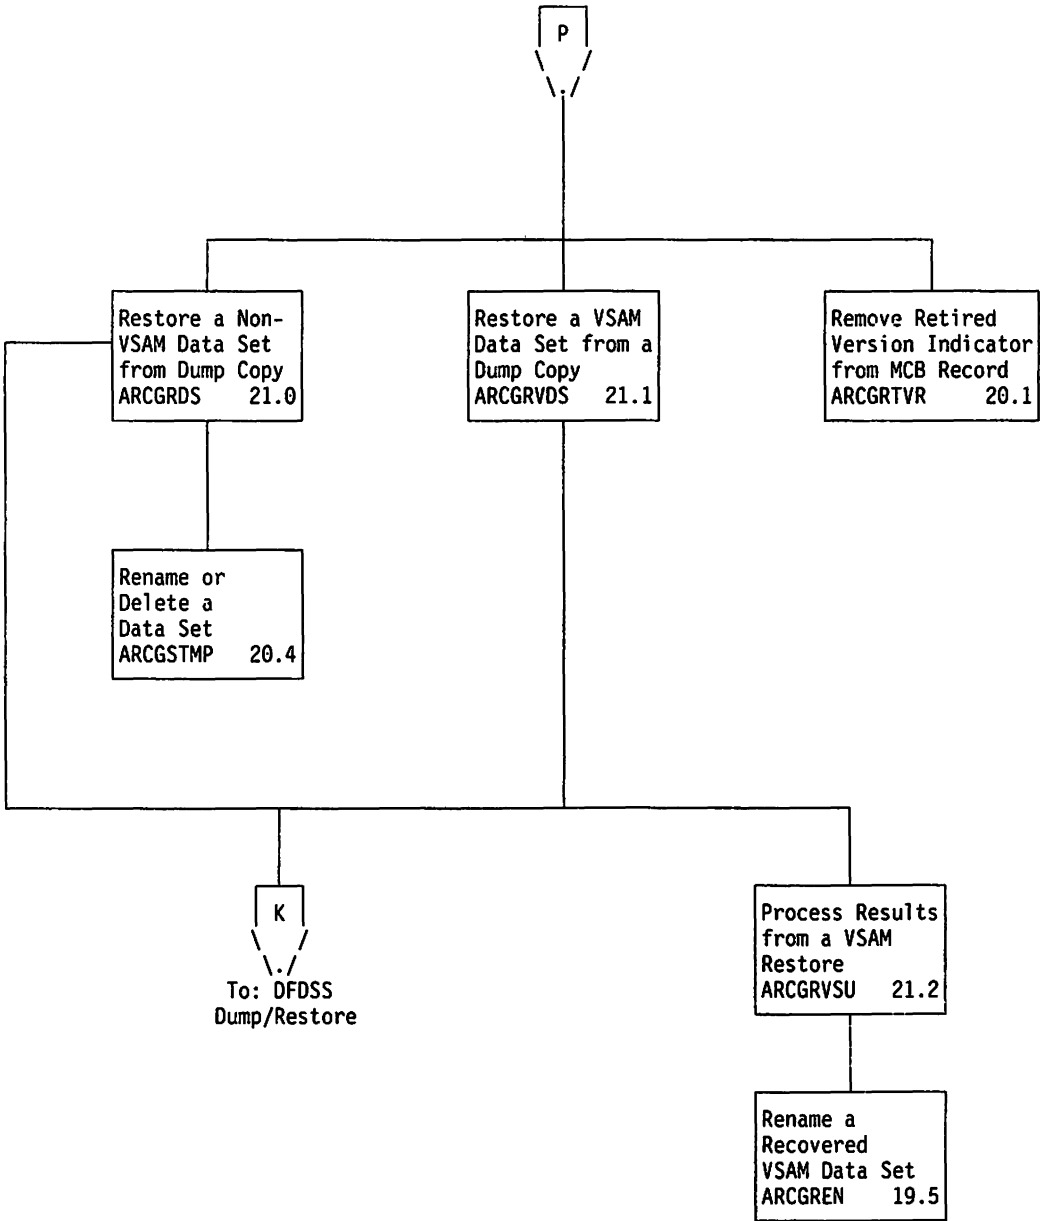 P
Restore a Non-
VSAM Data Set
from Dump Copy
ARCGRDS 21.0
Restore a VSAM
Data Set from a
Dump Copy
ARCGRVDS 21.1
Remove Retired
Version Indicator
from MCB Record
ARCGRTVR 20.1
Rename or
Delete a
Data Set
ARCGSTMP 20.4
K
To: DFDSS
Dump/Restore
Process Results
from a VSAM
Restore
ARCGRVSU 21.2
Rename a
Recovered
VSAM Data Set
ARCGREN 19.5